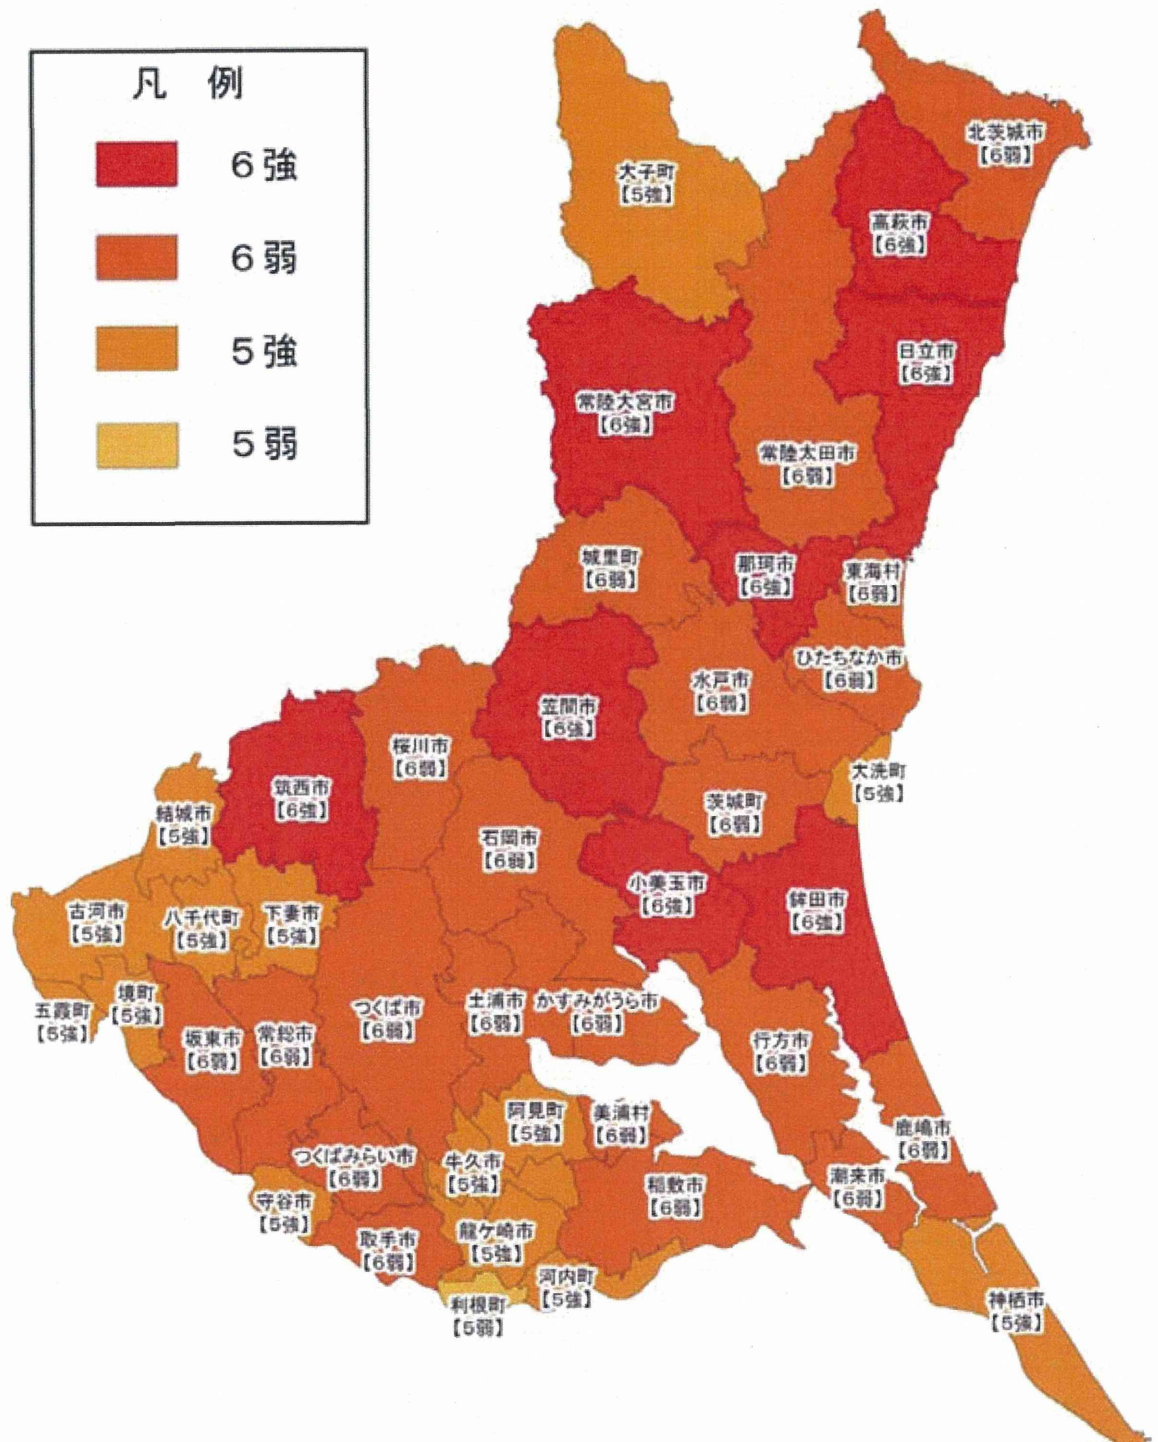 凡 例
6強
6弱
5強
5弱
北茨城市
【6弱】
大子町
【5強】
高萩市
【6強】
日立市
【6強】
常陸大宮市
【6強】
常陸太田市
【6弱】
城里町
【6弱】
那珂市
【6強】
東海村
【6弱】
ひたちなか市
【6弱】
水戸市
【6弱】
笠間市
【6強】
桜川市
【6弱】
筑西市
【6強】
結城市
【5強】
大洗町
【5強】
茨城町
【6弱】
石岡市
【6弱】
小美玉市
【6強】
鉾田市
【6強】
古河市
【5強】
八千代町
【5強】
下妻市
【5強】
五霞町
【5強】
境町
【5強】
坂東市
【6弱】
常総市
【6弱】
つくば市
【6弱】
土浦市
【6弱】
かすみがうら市
【6弱】
行方市
【6弱】
阿見町
【5強】
美浦村
【6弱】
鹿嶋市
【6弱】
つくばみらい市
【6弱】
牛久市
【5強】
稲敷市
【6弱】
潮来市
【6弱】
守谷市
【5強】
取手市
【6弱】
龍ケ崎市
【5強】
河内町
【5強】
利根町
【5弱】
神栖市
【5強】